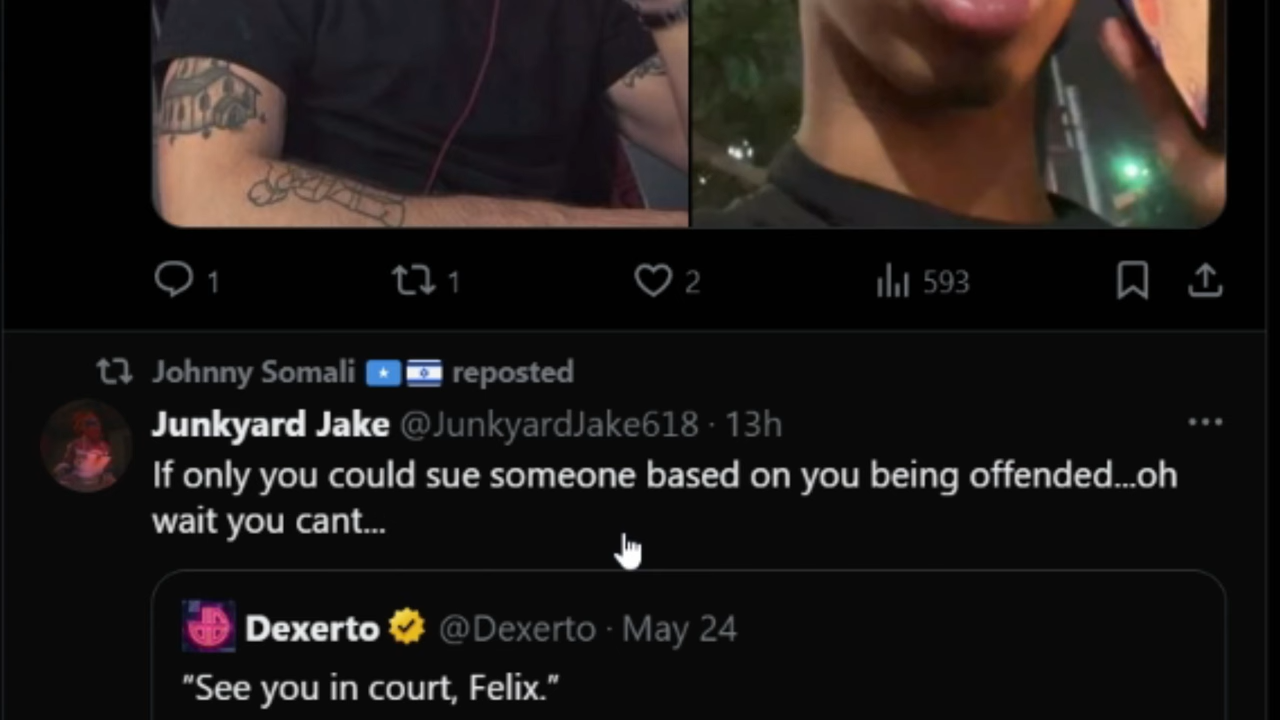 1 1 2 593
Johnny Somali 🇸🇴🇮🇱 reposted
Junkyard Jake @JunkyardJake618 · 13h
If only you could sue someone based on you being offended...oh
wait you cant...
Dexerto @Dexerto · May 24
"See you in court, Felix."